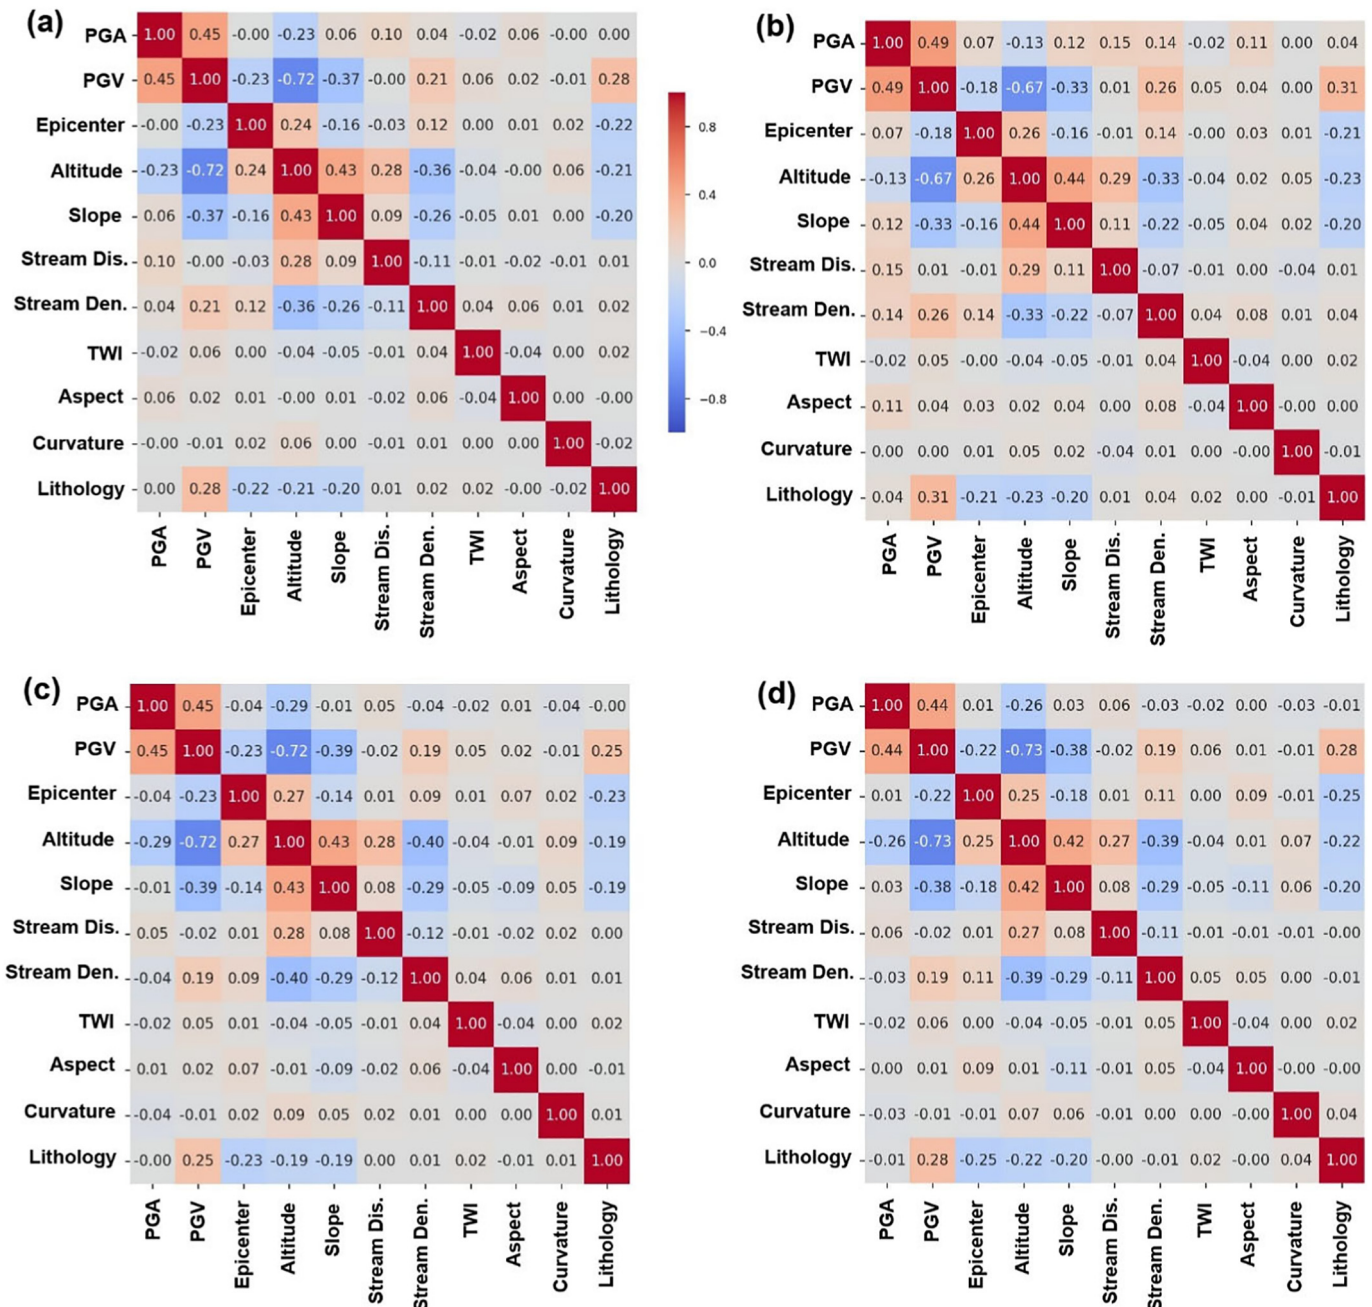 (a)
PGA 1.00 0.45 -0.00 -0.23 0.06 0.10 0.04 -0.02 0.06 -0.00 0.00
PGV 0.45 1.00 -0.23 -0.72 -0.37 -0.00 0.21 0.06 0.02 -0.01 0.28
Epicenter -0.00 -0.23 1.00 0.24 -0.16 -0.03 0.12 0.00 0.01 0.02 -0.22
Altitude -0.23 -0.72 0.24 1.00 0.43 0.28 -0.36 -0.04 -0.00 0.06 -0.21
Slope 0.06 -0.37 -0.16 0.43 1.00 0.09 -0.26 -0.05 0.01 0.00 -0.20
Stream Dis. 0.10 -0.00 -0.03 0.28 0.09 1.00 -0.11 -0.01 -0.02 -0.01 0.01
Stream Den. 0.04 0.21 0.12 -0.36 -0.26 -0.11 1.00 0.04 0.06 0.01 0.02
TWI -0.02 0.06 0.00 -0.04 -0.05 -0.01 0.04 1.00 -0.04 0.00 0.02
Aspect 0.06 0.02 0.01 -0.00 0.01 -0.02 0.06 -0.04 1.00 0.00 -0.00
Curvature -0.00 -0.01 0.02 0.06 0.00 -0.01 0.01 0.00 0.00 1.00 -0.02
Lithology 0.00 0.28 -0.22 -0.21 -0.20 0.01 0.02 0.02 -0.00 -0.02 1.00
PGA PGV Epicenter Altitude Slope Stream Dis. Stream Den. TWI Aspect Curvature Lithology
0.8
0.4
0.0
−0.4
−0.8
(b)
PGA 1.00 0.49 0.07 -0.13 0.12 0.15 0.14 -0.02 0.11 0.00 0.04
PGV 0.49 1.00 -0.18 -0.67 -0.33 0.01 0.26 0.05 0.04 0.00 0.31
Epicenter 0.07 -0.18 1.00 0.26 -0.16 -0.01 0.14 -0.00 0.03 0.01 -0.21
Altitude -0.13 -0.67 0.26 1.00 0.44 0.29 -0.33 -0.04 0.02 0.05 -0.23
Slope 0.12 -0.33 -0.16 0.44 1.00 0.11 -0.22 -0.05 0.04 0.02 -0.20
Stream Dis. 0.15 0.01 -0.01 0.29 0.11 1.00 -0.07 -0.01 0.00 -0.04 0.01
Stream Den. 0.14 0.26 0.14 -0.33 -0.22 -0.07 1.00 0.04 0.08 0.01 0.04
TWI -0.02 0.05 -0.00 -0.04 -0.05 -0.01 0.04 1.00 -0.04 0.00 0.02
Aspect 0.11 0.04 0.03 0.02 0.04 0.00 0.08 -0.04 1.00 -0.00 0.00
Curvature 0.00 0.00 0.01 0.05 0.02 -0.04 0.01 0.00 -0.00 1.00 -0.01
Lithology 0.04 0.31 -0.21 -0.23 -0.20 0.01 0.04 0.02 0.00 -0.01 1.00
PGA PGV Epicenter Altitude Slope Stream Dis. Stream Den. TWI Aspect Curvature Lithology
(c)
PGA 1.00 0.45 -0.04 -0.29 -0.01 0.05 -0.04 -0.02 0.01 -0.04 -0.00
PGV 0.45 1.00 -0.23 -0.72 -0.39 -0.02 0.19 0.05 0.02 -0.01 0.25
Epicenter -0.04 -0.23 1.00 0.27 -0.14 0.01 0.09 0.01 0.07 0.02 -0.23
Altitude -0.29 -0.72 0.27 1.00 0.43 0.28 -0.40 -0.04 -0.01 0.09 -0.19
Slope -0.01 -0.39 -0.14 0.43 1.00 0.08 -0.29 -0.05 -0.09 0.05 -0.19
Stream Dis. 0.05 -0.02 0.01 0.28 0.08 1.00 -0.12 -0.01 -0.02 0.02 0.00
Stream Den. -0.04 0.19 0.09 -0.40 -0.29 -0.12 1.00 0.04 0.06 0.01 0.01
TWI -0.02 0.05 0.01 -0.04 -0.05 -0.01 0.04 1.00 -0.04 0.00 0.02
Aspect 0.01 0.02 0.07 -0.01 -0.09 -0.02 0.06 -0.04 1.00 0.00 -0.01
Curvature -0.04 -0.01 0.02 0.09 0.05 0.02 0.01 0.00 0.00 1.00 0.01
Lithology -0.00 0.25 -0.23 -0.19 -0.19 0.00 0.01 0.02 -0.01 0.01 1.00
PGA PGV Epicenter Altitude Slope Stream Dis. Stream Den. TWI Aspect Curvature Lithology
(d)
PGA 1.00 0.44 0.01 -0.26 0.03 0.06 -0.03 -0.02 0.00 -0.03 -0.01
PGV 0.44 1.00 -0.22 -0.73 -0.38 -0.02 0.19 0.06 0.01 -0.01 0.28
Epicenter 0.01 -0.22 1.00 0.25 -0.18 0.01 0.11 0.00 0.09 -0.01 -0.25
Altitude -0.26 -0.73 0.25 1.00 0.42 0.27 -0.39 -0.04 0.01 0.07 -0.22
Slope 0.03 -0.38 -0.18 0.42 1.00 0.08 -0.29 -0.05 -0.11 0.06 -0.20
Stream Dis. 0.06 -0.02 0.01 0.27 0.08 1.00 -0.11 -0.01 -0.01 -0.01 -0.00
Stream Den. -0.03 0.19 0.11 -0.39 -0.29 -0.11 1.00 0.05 0.05 0.00 -0.01
TWI -0.02 0.06 0.00 -0.04 -0.05 -0.01 0.05 1.00 -0.04 0.00 0.02
Aspect 0.00 0.01 0.09 0.01 -0.11 -0.01 0.05 -0.04 1.00 -0.00 -0.00
Curvature -0.03 -0.01 -0.01 0.07 0.06 -0.01 0.00 0.00 -0.00 1.00 0.04
Lithology -0.01 0.28 -0.25 -0.22 -0.20 -0.00 -0.01 0.02 -0.00 0.04 1.00
PGA PGV Epicenter Altitude Slope Stream Dis. Stream Den. TWI Aspect Curvature Lithology